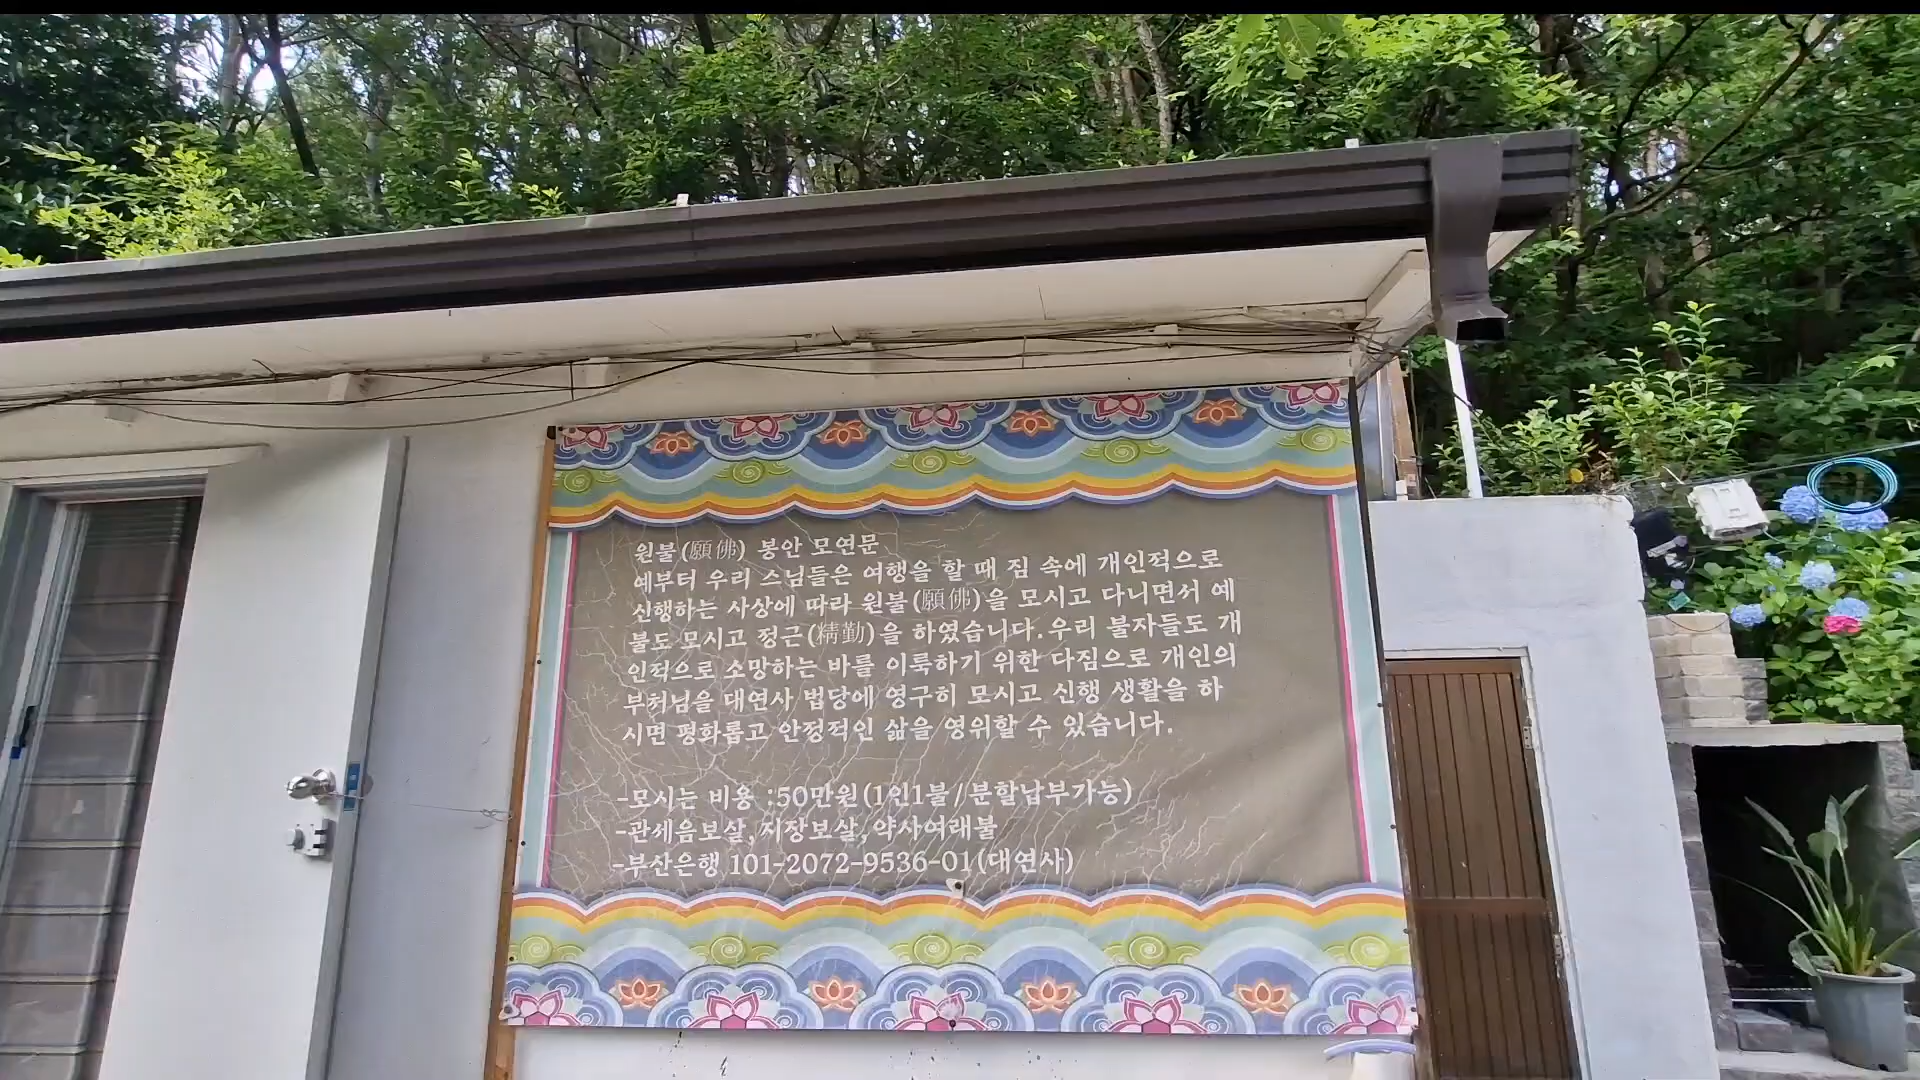 원불(願佛) 봉안 모연문
예부터 우리 스님들은 여행을 할 때 짐 속에 개인적으로
신행하는 사상에 따라 원불(願佛)을 모시고 다니면서 예
불도 모시고 정근(精勤)을 하였습니다.우리 불자들도 개
인적으로 소망하는 바를 이룩하기 위한 다짐으로 개인의
부처님을 대연사 법당에 영구히 모시고 신행 생활을 하
시면 평화롭고 안정적인 삶을 영위할 수 있습니다.
-모시는 비용 :50만원(1인1불/분할납부가능)
-관세음보살,지장보살,약사여래불
-부산은행 101-2072-9536-01(대연사)